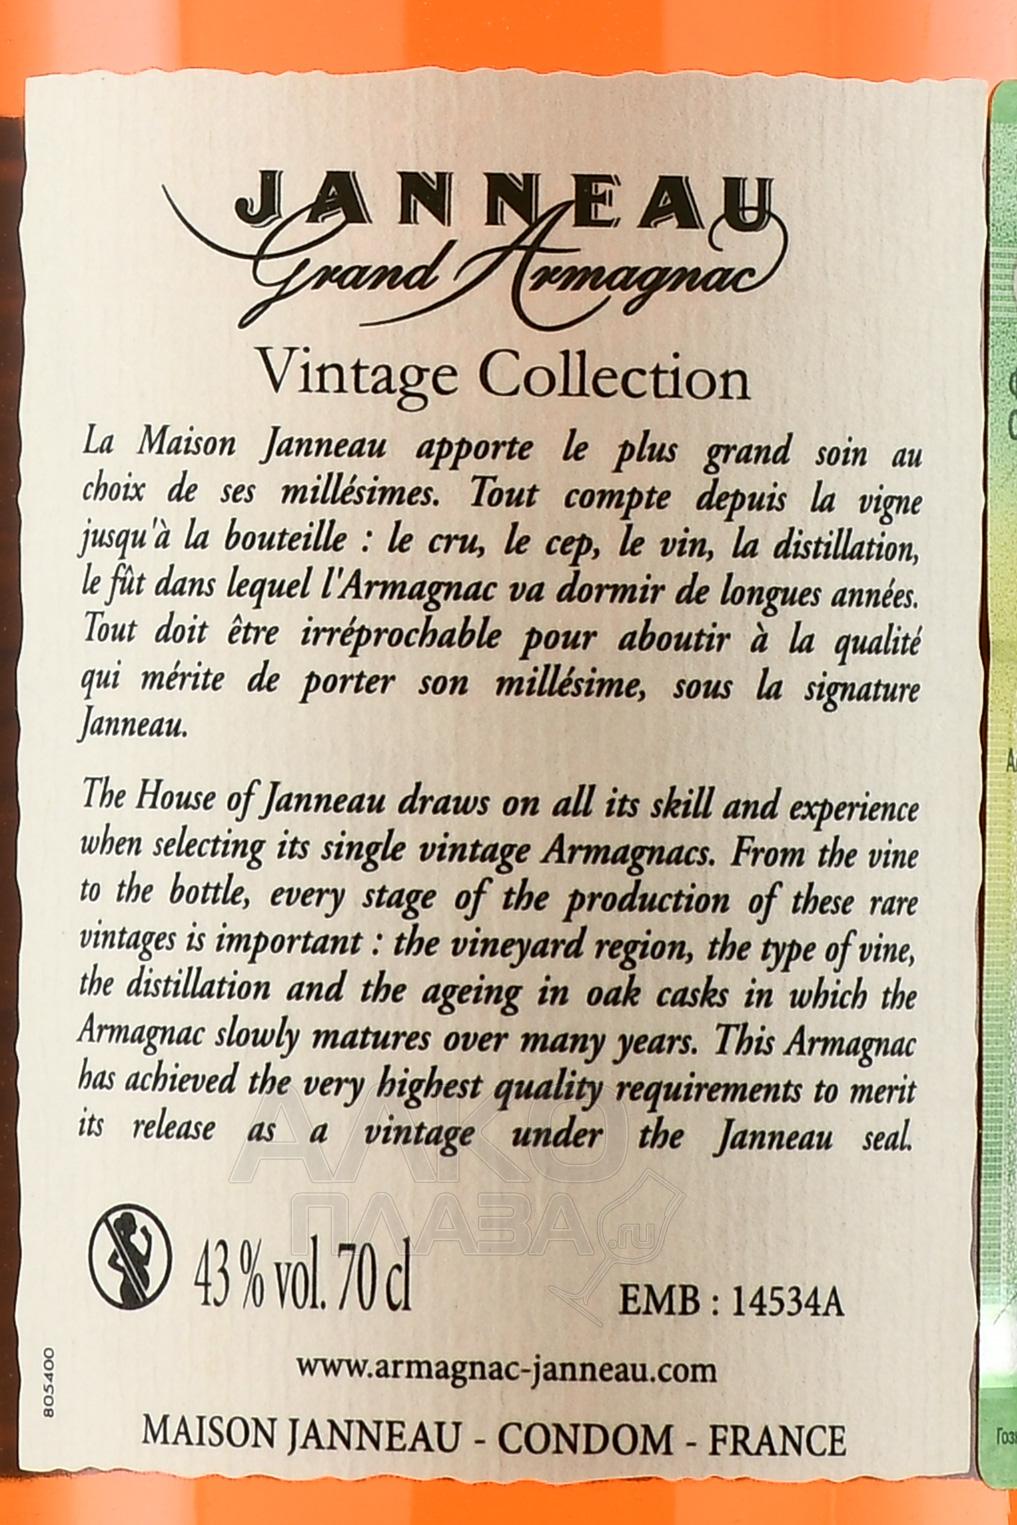 JANNEAU
Grand Armagnac
Vintage Collection
La Maison Janneau apporte le plus grand soin au
choix de ses millésimes. Tout compte depuis la vigne
jusqu'à la bouteille : le cru, le cep, le vin, la distillation,
le fût dans lequel l'Armagnac va dormir de longues années.
Tout doit être irréprochable pour aboutir à la qualité
qui mérite de porter son millésime, sous la signature
Janneau.
The House of Janneau draws on all its skill and experience
when selecting its single vintage Armagnacs. From the vine
to the bottle, every stage of the production of these rare
vintages is important : the vineyard region, the type of vine,
the distillation and the ageing in oak casks in which the
Armagnac slowly matures over many years. This Armagnac
has achieved the very highest quality requirements to merit
its release as a vintage under the Janneau seal.
АЛКО
ПЛАЗА.ru
43 % vol. 70 cl
EMB : 14534A
www.armagnac-janneau.com
805400
MAISON JANNEAU - CONDOM - FRANCE